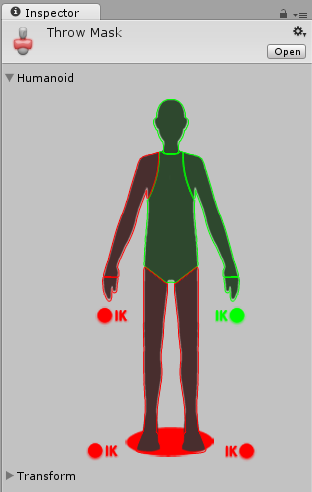 Inspector
Throw Mask
Open
Humanoid
IK IK
IK IK
Transform